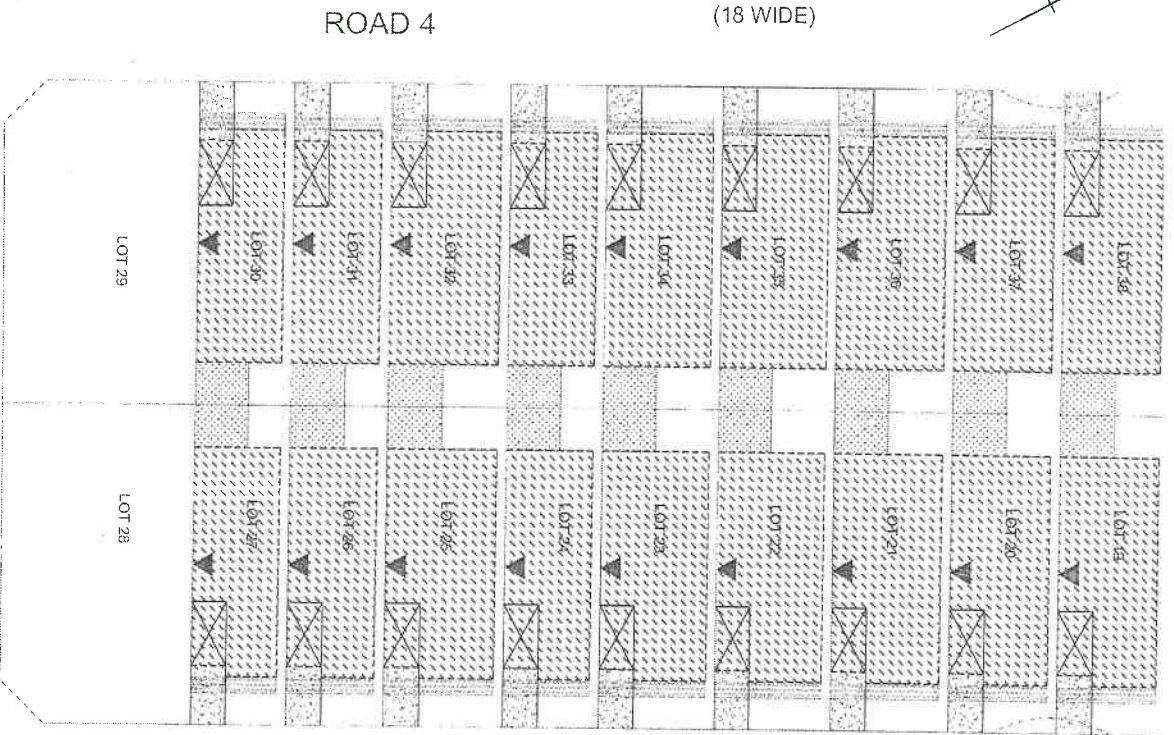 ROAD 4
(18 WIDE)
LOT 29
LOT 30
LOT 31
LOT 32
LOT 33
LOT 34
LOT 35
LOT 36
LOT 37
LOT 38
LOT 28
LOT 27
LOT 26
LOT 25
LOT 24
LOT 23
LOT 22
LOT 21
LOT 20
LOT 19